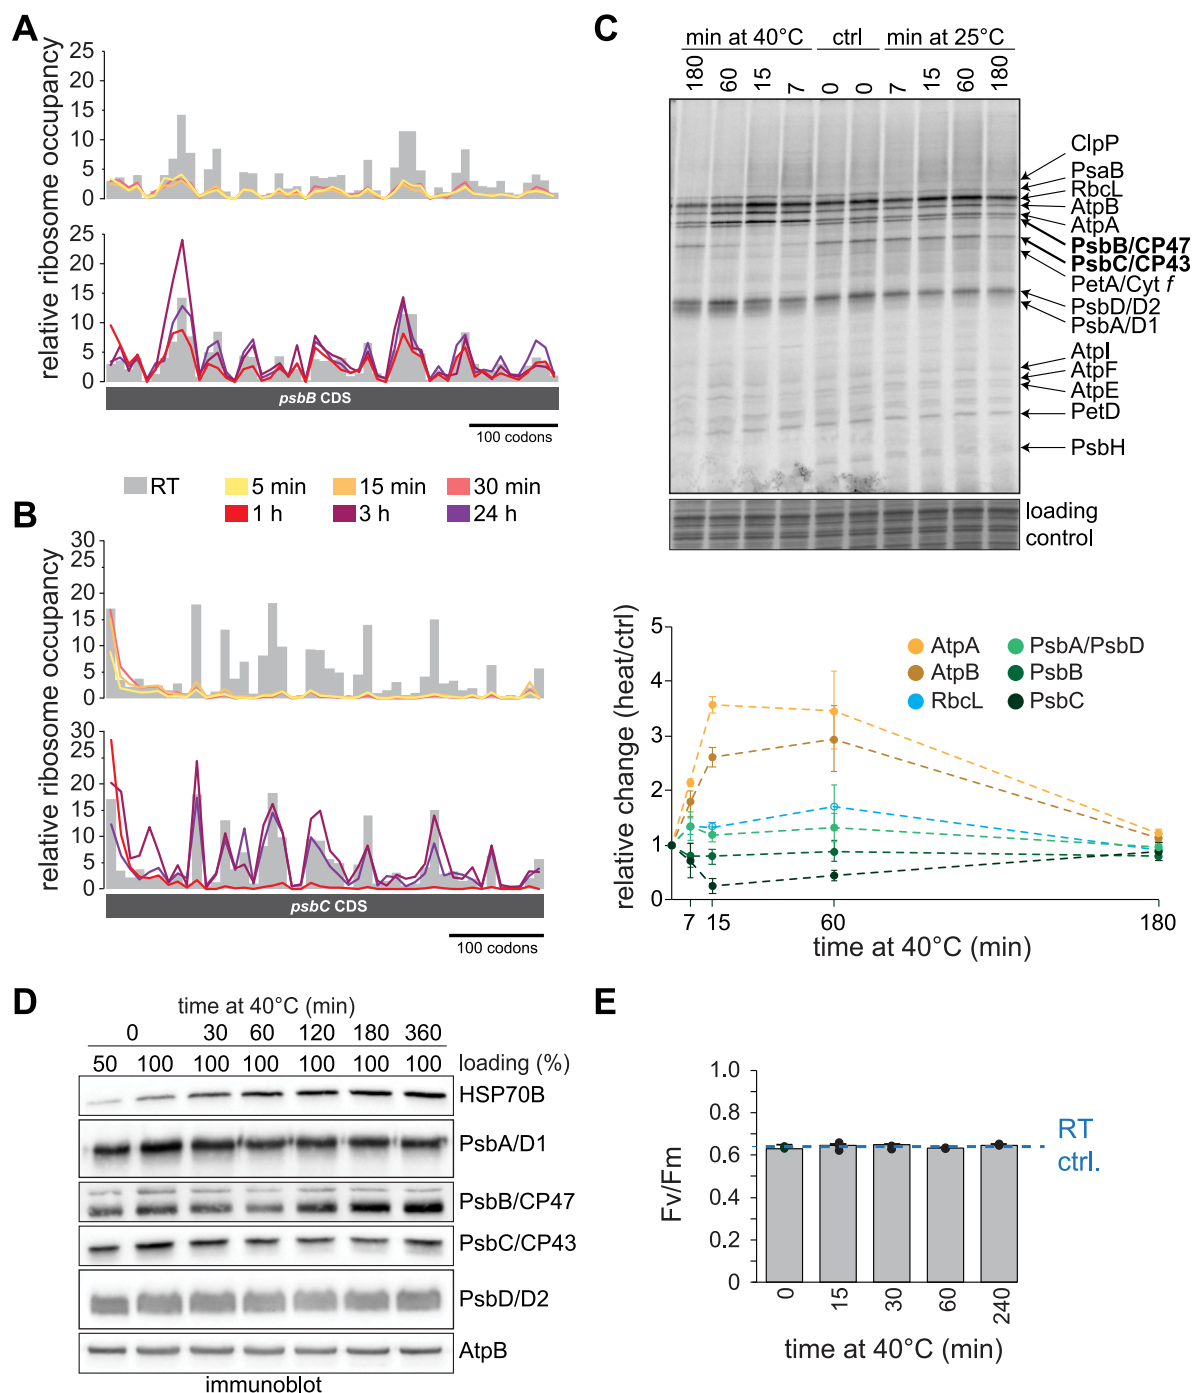 A
25
20
15
10
5
0
relative ribosome occupancy
25
20
15
10
5
0
relative ribosome occupancy
psbB CDS
100 codons
RT
5 min
15 min
30 min
1 h
3 h
24 h
B
30
25
20
15
10
5
0
relative ribosome occupancy
30
25
20
15
10
5
0
relative ribosome occupancy
psbC CDS
100 codons
C
min at 40°C ctrl min at 25°C
180 60 15 7 0 0 7 15 60 180
ClpP
PsaB
RbcL
AtpB
AtpA
PsbB/CP47
PsbC/CP43
PetA/Cyt f
PsbD/D2
PsbA/D1
AtpI
AtpF
AtpE
PetD
PsbH
loading
control
5
4
3
2
1
0
relative change (heat/ctrl)
AtpA
AtpB
RbcL
PsbA/PsbD
PsbB
PsbC
7 15 60 180
time at 40°C (min)
D
time at 40°C (min)
0 30 60 120 180 360
50 100 100 100 100 100 100 loading (%)
HSP70B
PsbA/D1
PsbB/CP47
PsbC/CP43
PsbD/D2
AtpB
immunoblot
E
1.0
0.8
0.6
0.4
0.2
0
Fv/Fm
RT
ctrl.
0 15 30 60 240
time at 40°C (min)